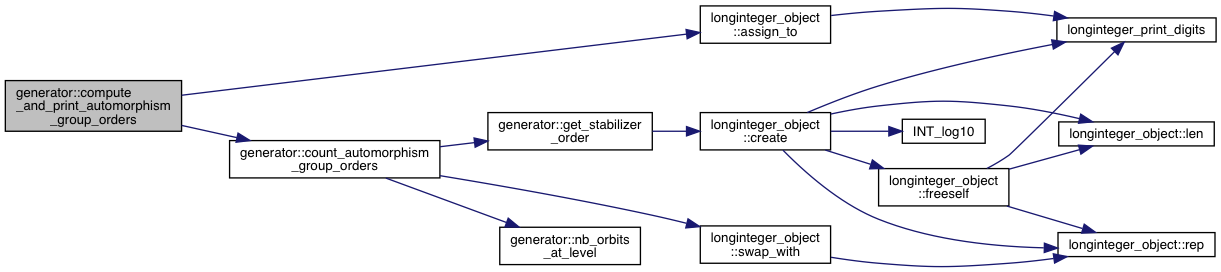 generator::compute
_and_print_automorphism
_group_orders
longinteger_object
::assign_to
longinteger_print_digits
generator::count_automorphism
_group_orders
generator::get_stabilizer
_order
longinteger_object
::create
INT_log10
longinteger_object::len
longinteger_object
::freeself
generator::nb_orbits
_at_level
longinteger_object
::swap_with
longinteger_object::rep